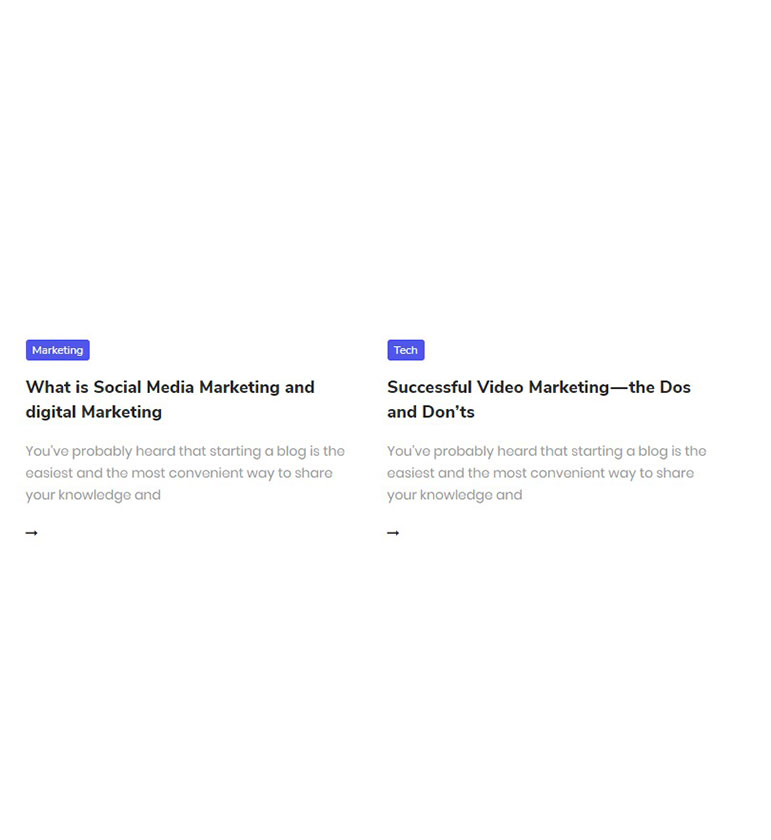 Marketing
What is Social Media Marketing and
digital Marketing
You've probably heard that starting a blog is the
easiest and the most convenient way to share
your knowledge and
→
Tech
Successful Video Marketing—the Dos
and Don’ts
You've probably heard that starting a blog is the
easiest and the most convenient way to share
your knowledge and
→